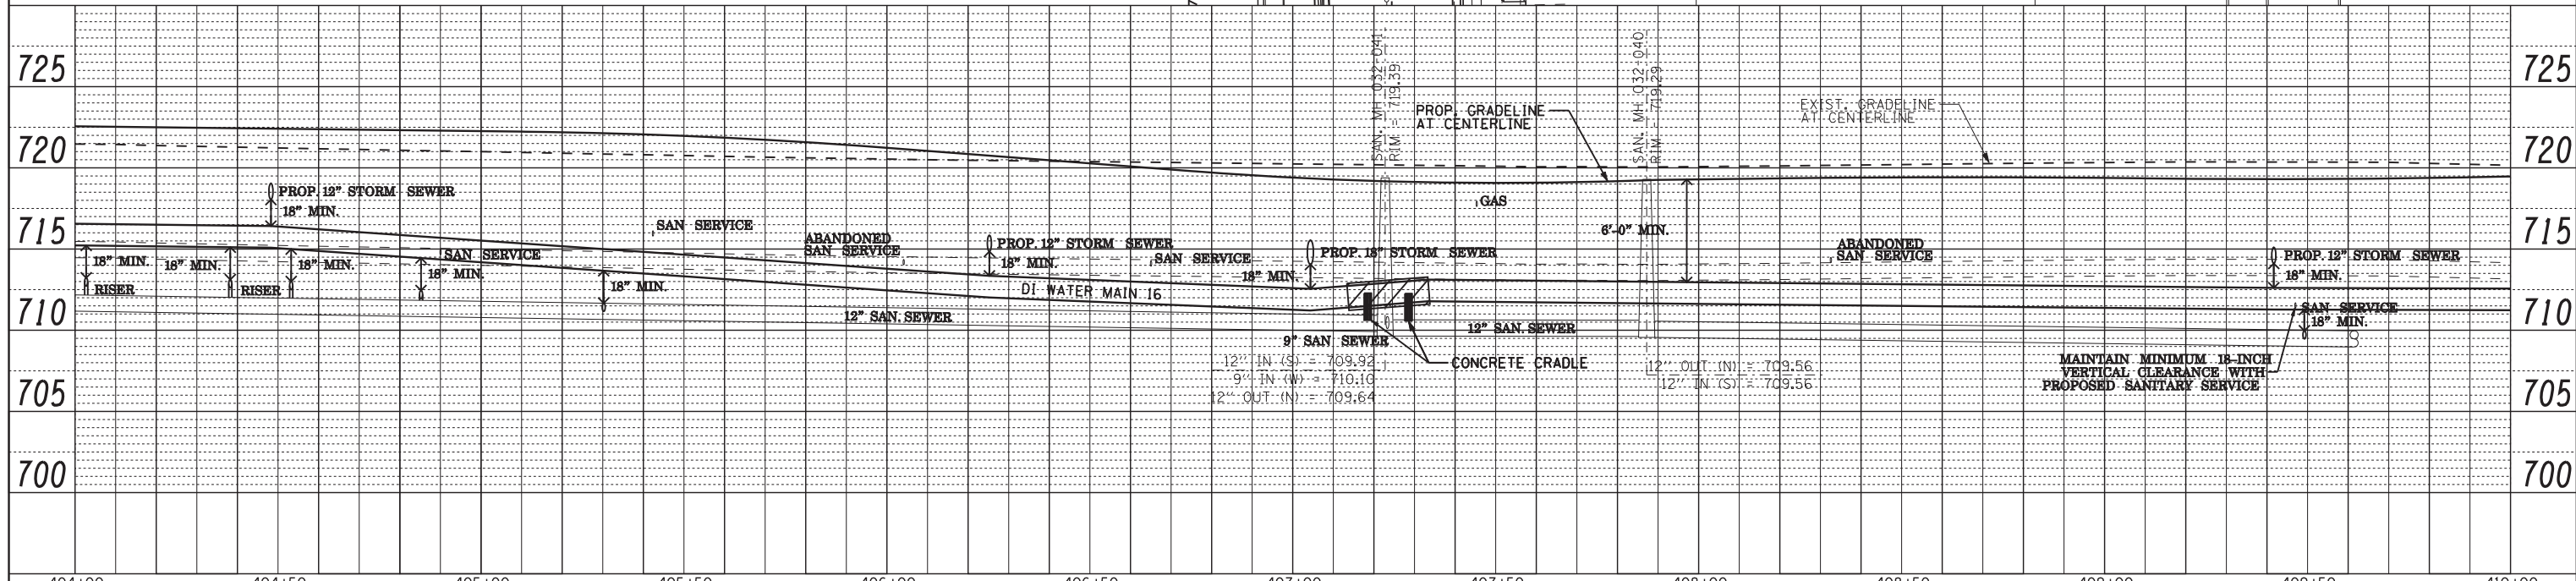 725
720
715
710
705
700
SAN. MH 032-041
RIM = 719.39
PROP. GRADELINE
AT CENTERLINE
SAN. MH 032-040
RIM - 719.29
EXIST. GRADELINE
AT CENTERLINE
725
720
715
710
705
700
PROP. 12" STORM SEWER
18" MIN.
SAN SERVICE
GAS
6'-0" MIN.
ABANDONED
SAN SERVICE
PROP. 12" STORM SEWER
18" MIN.
SAN SERVICE
PROP. 18" STORM SEWER
18" MIN.
ABANDONED
SAN SERVICE
PROP. 12" STORM SEWER
18" MIN.
18" MIN.
RISER
18" MIN.
RISER
18" MIN.
SAN SERVICE
18" MIN.
18" MIN.
DI WATER MAIN 16
12" SAN. SEWER
12" SAN. SEWER
SAN SERVICE
18" MIN.
9" SAN SEWER
12'' IN (S) = 709.92
9'' IN (W) = 710.10
12'' OUT (N) = 709.64
CONCRETE CRADLE
12'' OUT (N) = 709.56
12'' IN (S) = 709.56
MAINTAIN MINIMUM 18-INCH
VERTICAL CLEARANCE WITH
PROPOSED SANITARY SERVICE